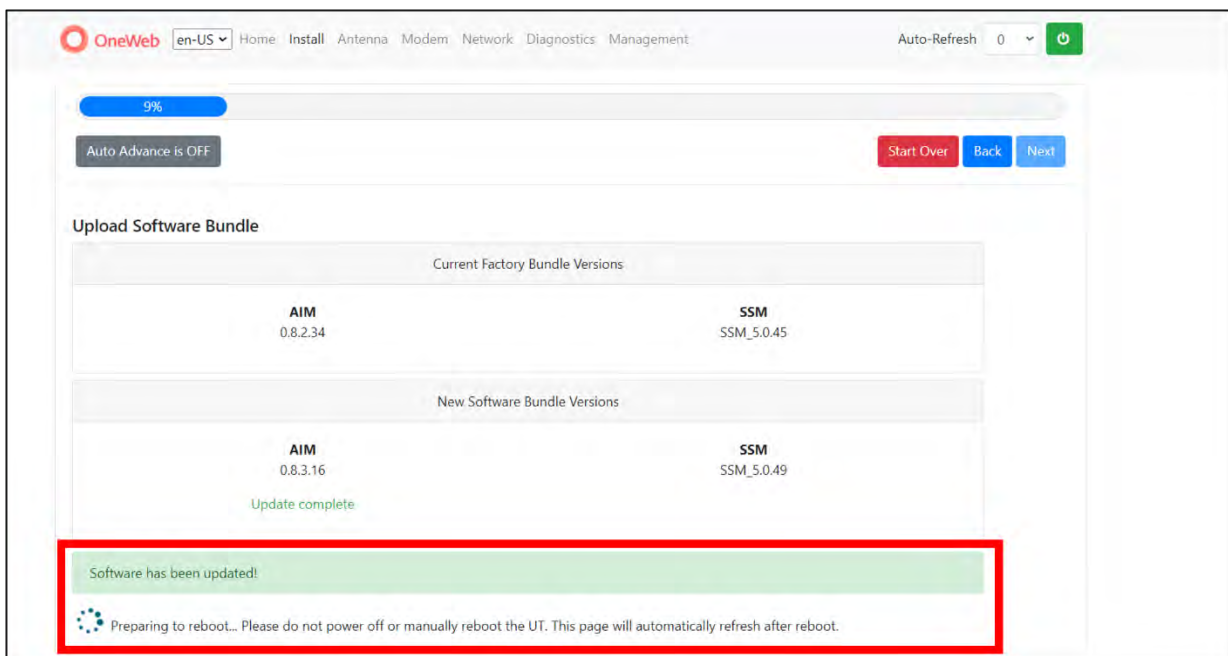 OneWeb en-US Home Install Antenna Modem Network Diagnostics Management Auto-Refresh 0
9%
Auto Advance is OFF Start Over Back Next
Upload Software Bundle
Current Factory Bundle Versions
AIM SSM
0.8.2.34 SSM_5.0.45
New Software Bundle Versions
AIM SSM
0.8.3.16 SSM_5.0.49
Update complete
Software has been updated!
Preparing to reboot... Please do not power off or manually reboot the UT. This page will automatically refresh after reboot.